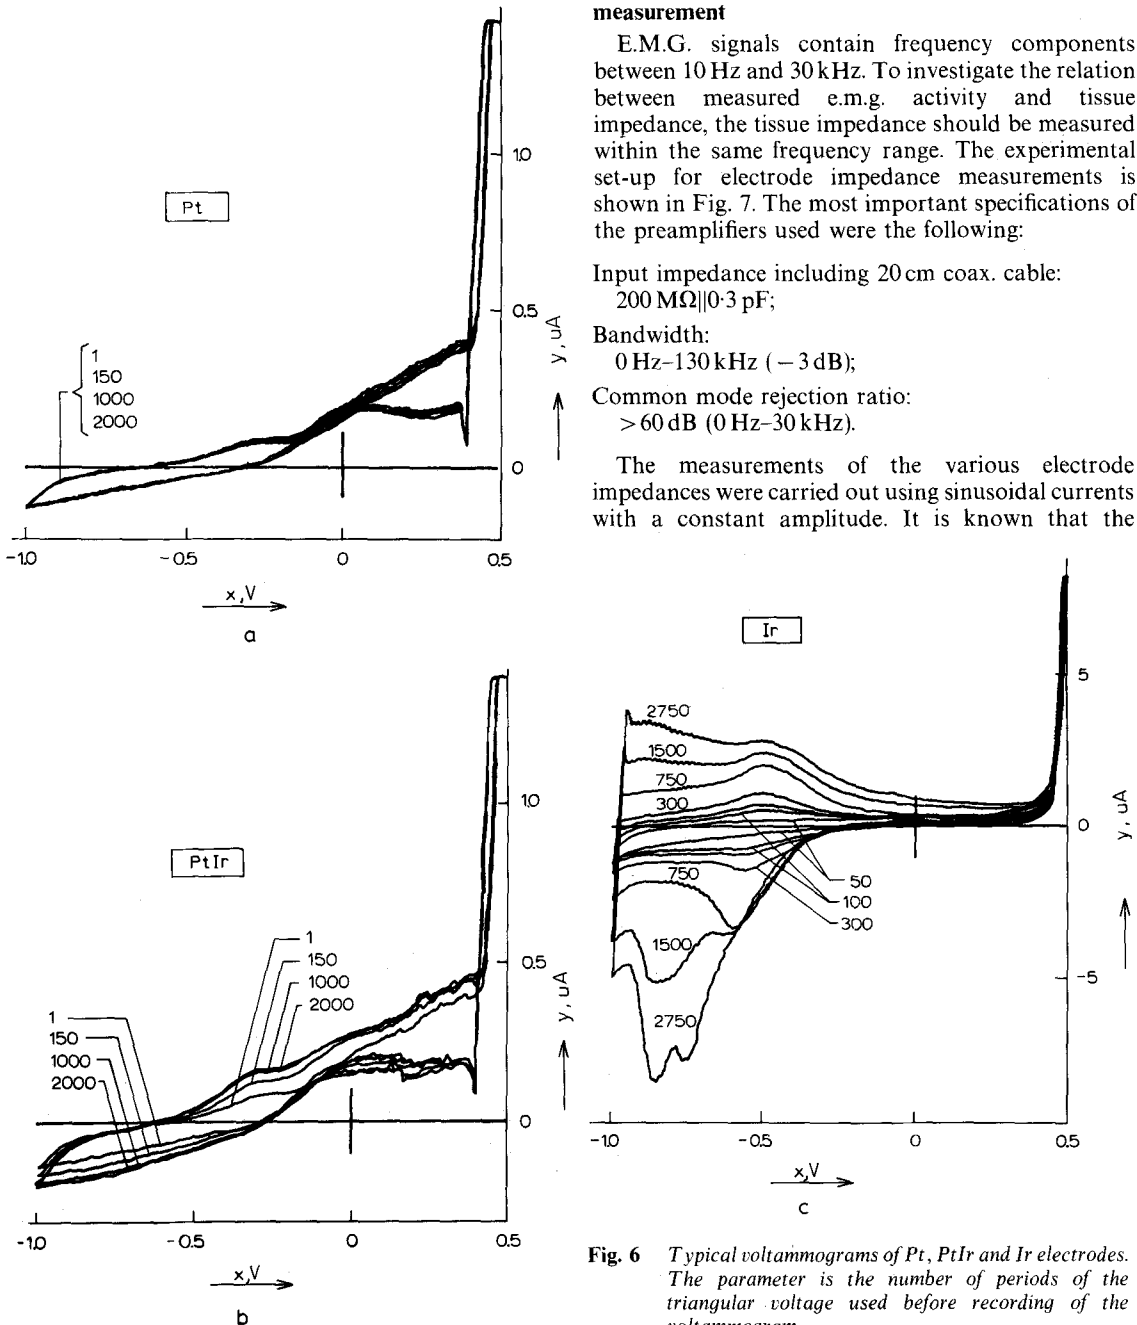 measurement
E.M.G. signals contain frequency components
between 10 Hz and 30 kHz. To investigate the relation
between measured e.m.g. activity and tissue
impedance, the tissue impedance should be measured
within the same frequency range. The experimental
set-up for electrode impedance measurements is
shown in Fig. 7. The most important specifications of
the preamplifiers used were the following:
Input impedance including 20 cm coax. cable:
200 MΩ||0·3 pF;
Bandwidth:
0 Hz–130 kHz (−3 dB);
Common mode rejection ratio:
>60 dB (0 Hz–30 kHz).
The measurements of the various electrode
impedances were carried out using sinusoidal currents
with a constant amplitude. It is known that the
Pt
1
150
1000
2000
1.0
0.5
0
y, uA
-1.0
-0.5
0
0.5
x, V
a
PtIr
1
150
1000
2000
1
150
1000
2000
1.0
0.5
0
y, uA
-1.0
-0.5
0
0.5
x, V
b
Ir
2750
1500
750
300
750
1500
2750
50
100
300
5
0
-5
y, uA
-1.0
-0.5
0
0.5
x, V
c
Fig. 6 Typical voltammograms of Pt, PtIr and Ir electrodes.
The parameter is the number of periods of the
triangular voltage used before recording of the
voltammogram